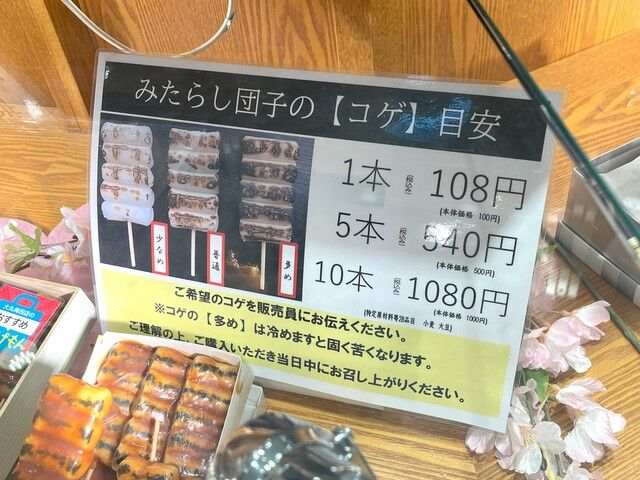 みたらし団子の【コゲ】目安
少なめ
普通
多め
1本 (税込み) 108円
(本体価格 100円)
5本 (税込み) 540円
(本体価格 500円)
10本 (税込み) 1080円
(本体価格 1000円)
(特定原材料等28品目 小麦 大豆)
ご希望のコゲを販売員にお伝えください。
※コゲの【多め】は冷めますと固く苦くなります。
ご理解の上、ご購入いただき当日中にお召し上がりください。
おすすめ